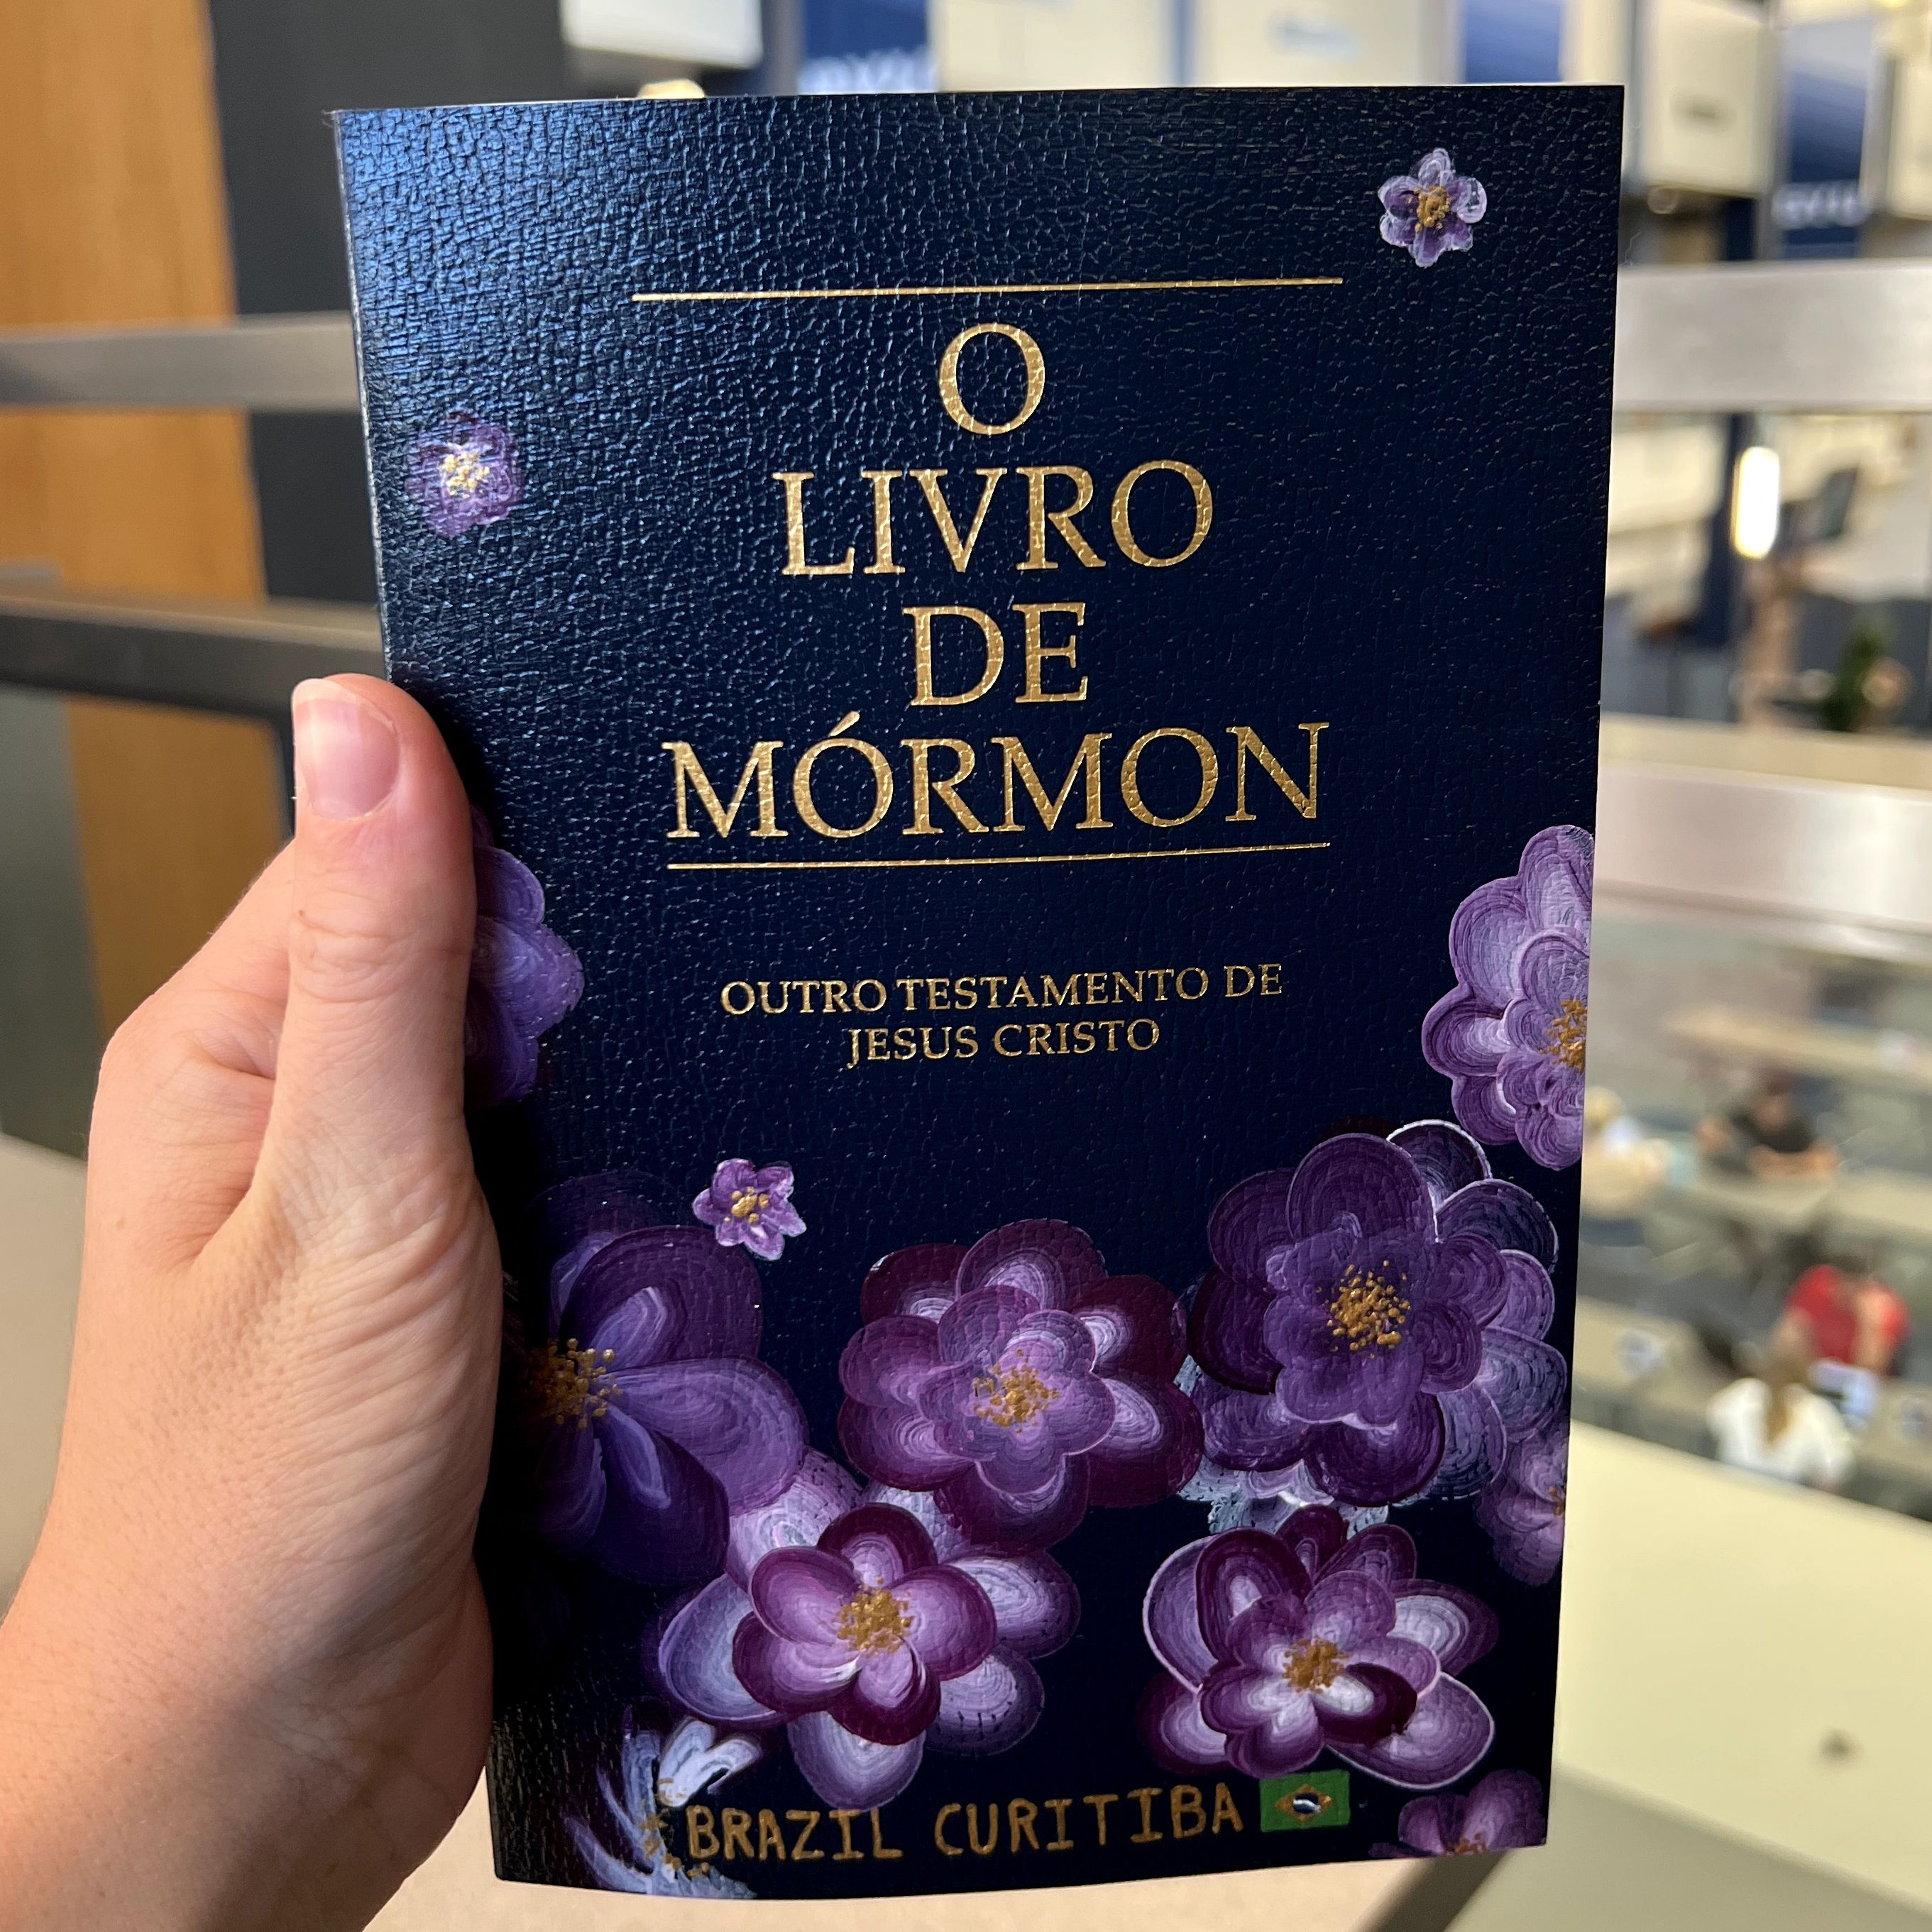 O
LIVRO
DE
MÓRMON
OUTRO TESTAMENTO DE
JESUS CRISTO
BRAZIL CURITIBA